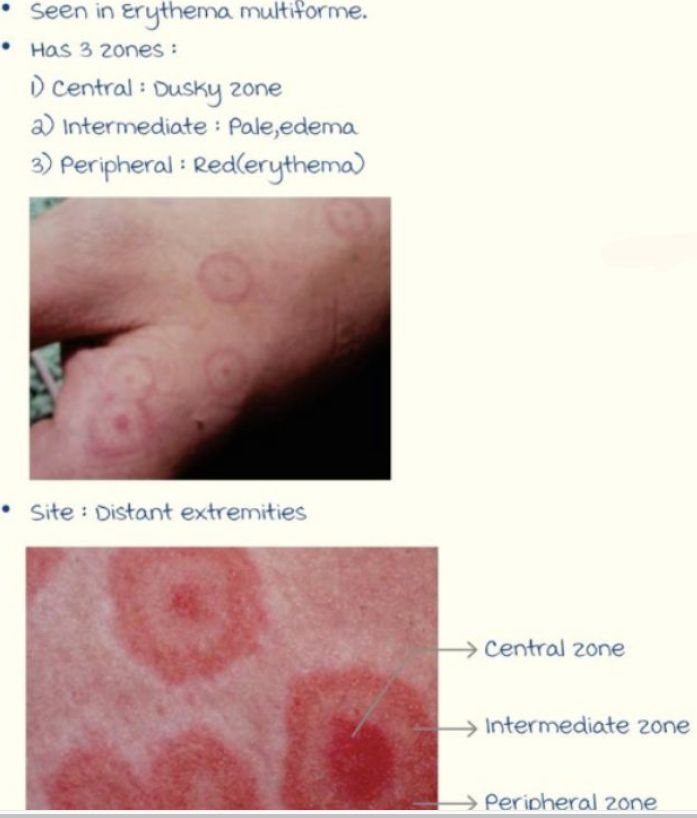 • Seen in Erythema multiforme.
• Has 3 zones :
1) Central : Dusky zone
2) Intermediate : Pale,edema
3) Peripheral : Red(erythema)
• Site : Distant extremities
Central zone
Intermediate zone
Peripheral zone